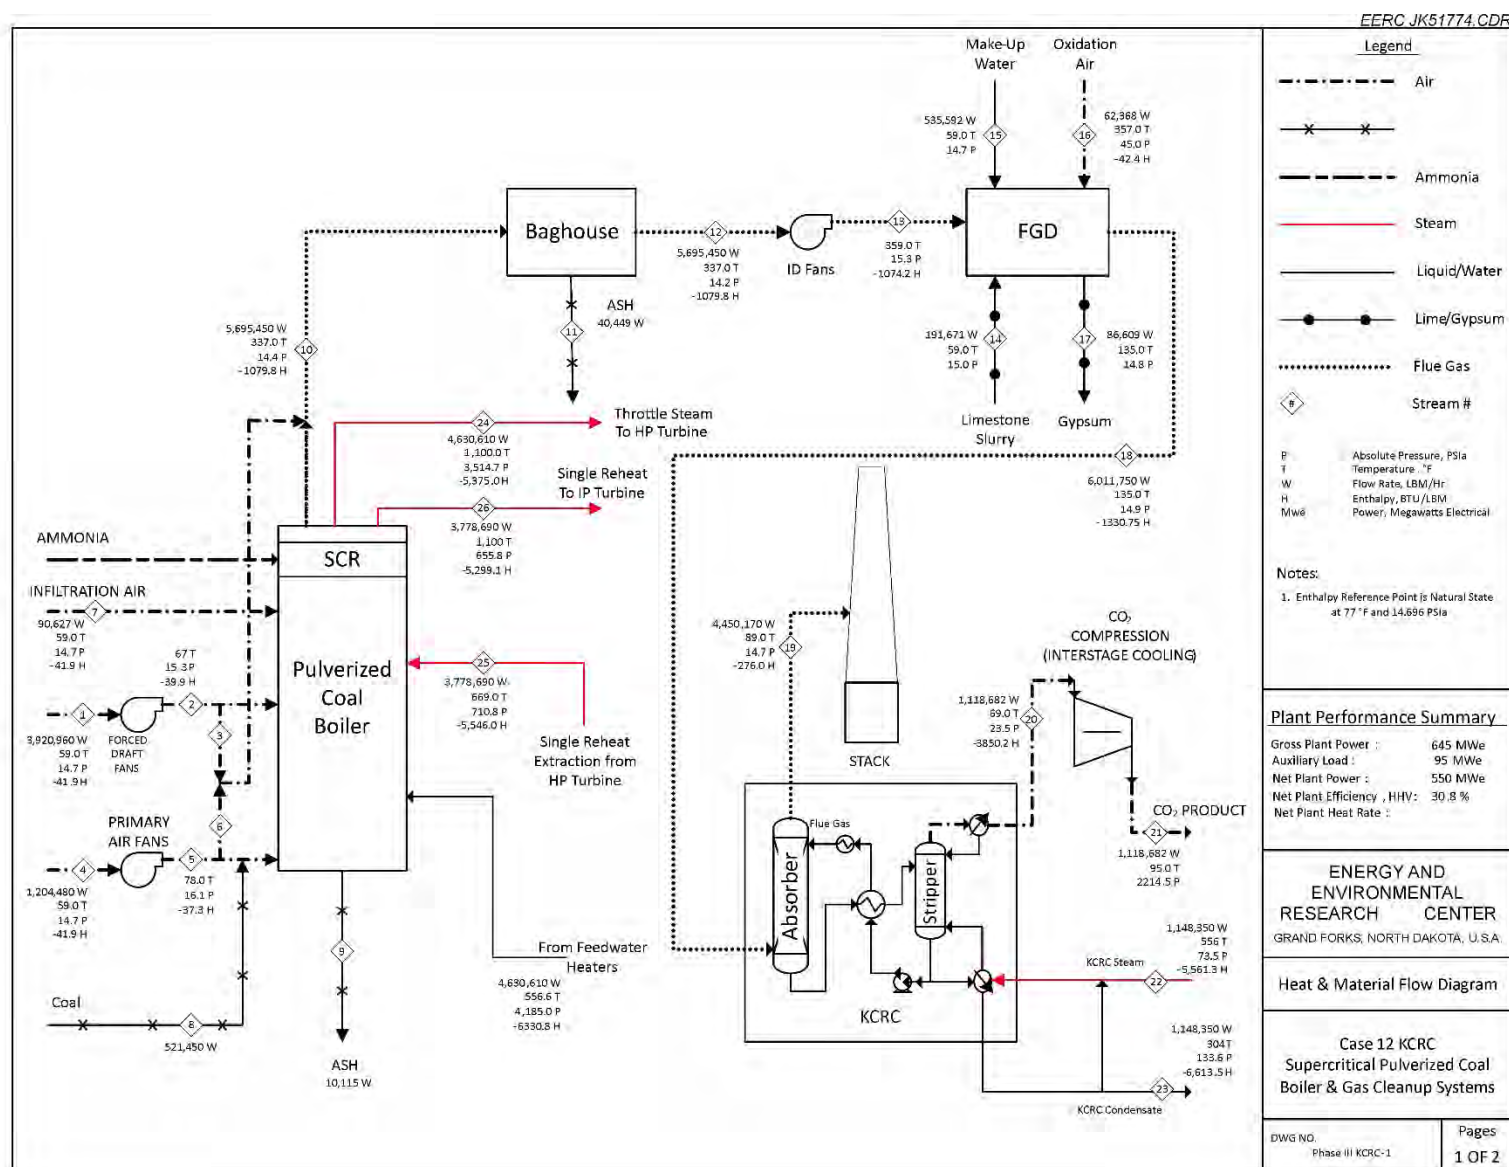 EERC JK51774.CDR
Make-Up
Water
Oxidation
Air
535,592 W
59.0 T
14.7 P
15
16
62,368 W
357.0 T
45.0 P
-42.4 H
Baghouse
12
5,695,450 W
337.0 T
14.2 P
-1079.8 H
ID Fans
13
359.0 T
15.3 P
-1074.2 H
FGD
5,695,450 W
337.0 T
14.4 P
-1079.8 H
10
ASH
40,449 W
11
191,671 W
59.0 T
15.0 P
14
17
86,609 W
135.0 T
14.8 P
Limestone
Slurry
Gypsum
24
4,630,610 W
1,100.0 T
3,514.7 P
-5,375.0 H
Throttle Steam
To HP Turbine
18
6,011,750 W
135.0 T
14.9 P
-1330.75 H
26
3,778,690 W
1,100 T
655.8 P
-5,299.1 H
Single Reheat
To IP Turbine
AMMONIA
SCR
INFILTRATION AIR
7
90,627 W
59.0 T
14.7 P
-41.9 H
Pulverized
Coal
Boiler
25
3,778,690 W
669.0 T
710.8 P
-5,546.0 H
Single Reheat
Extraction from
HP Turbine
67 T
15.3 P
-39.9 H
1
2
3
3,920,960 W
59.0 T
14.7 P
-41.9 H
FORCED
DRAFT
FANS
PRIMARY
AIR FANS
6
4
5
1,204,480 W
59.0 T
14.7 P
-41.9 H
78.0 T
16.1 P
-37.3 H
Coal
8
521,450 W
9
ASH
10,115 W
From Feedwater
Heaters
4,630,610 W
556.6 T
4,185.0 P
-6330.8 H
4,450,170 W
89.0 T
14.7 P
-276.0 H
19
STACK
CO₂
COMPRESSION
(INTERSTAGE COOLING)
1,118,682 W
69.0 T
23.5 P
-3850.2 H
20
CO₂ PRODUCT
21
1,118,682 W
95.0 T
2214.5 P
Flue Gas
Absorber
Stripper
KCRC
1,148,350 W
556 T
73.5 P
-5,561.3 H
KCRC Steam
22
1,148,350 W
304 T
133.6 P
-6,613.5 H
23
KCRC Condensate
Legend
Air
Ammonia
Steam
Liquid/Water
Lime/Gypsum
Flue Gas
# Stream #
P Absolute Pressure, PSIa
T Temperature °F
W Flow Rate, LBM/Hr
H Enthalpy, BTU/LBM
Mwe Power, Megawatts Electrical
Notes:
1. Enthalpy Reference Point is Natural State
at 77 °F and 14.696 PSIa
Plant Performance Summary
Gross Plant Power : 645 MWe
Auxiliary Load : 95 MWe
Net Plant Power : 550 MWe
Net Plant Efficiency , HHV: 30.8 %
Net Plant Heat Rate :
ENERGY AND
ENVIRONMENTAL
RESEARCH CENTER
GRAND FORKS, NORTH DAKOTA, U.S.A.
Heat & Material Flow Diagram
Case 12 KCRC
Supercritical Pulverized Coal
Boiler & Gas Cleanup Systems
DWG NO.
Phase III KCRC-1
Pages
1 OF 2